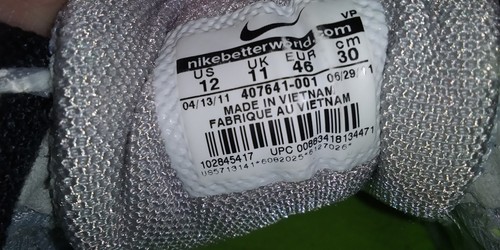 VP
nikebetterworld.com
US UK EUR cm
12 11 46 30
04/13/11 407641-001 06/29/11
MADE IN VIETNAM
FABRIQUE AU VIETNAM
102845417 UPC 00883418134471